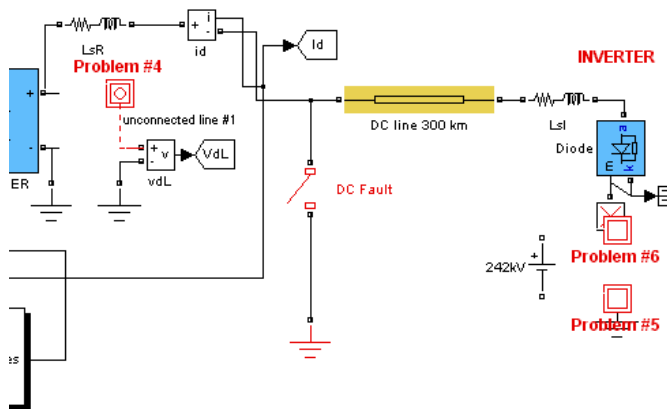 + i
-
id
LsR
Problem #4
Id
INVERTER
unconnected line #1
+ v
-
vdL
VdL
+
-
ER
DC line 300 km
LsI
Diode
a
k
m
DC Fault
242kV
+
Problem #6
Problem #5
es